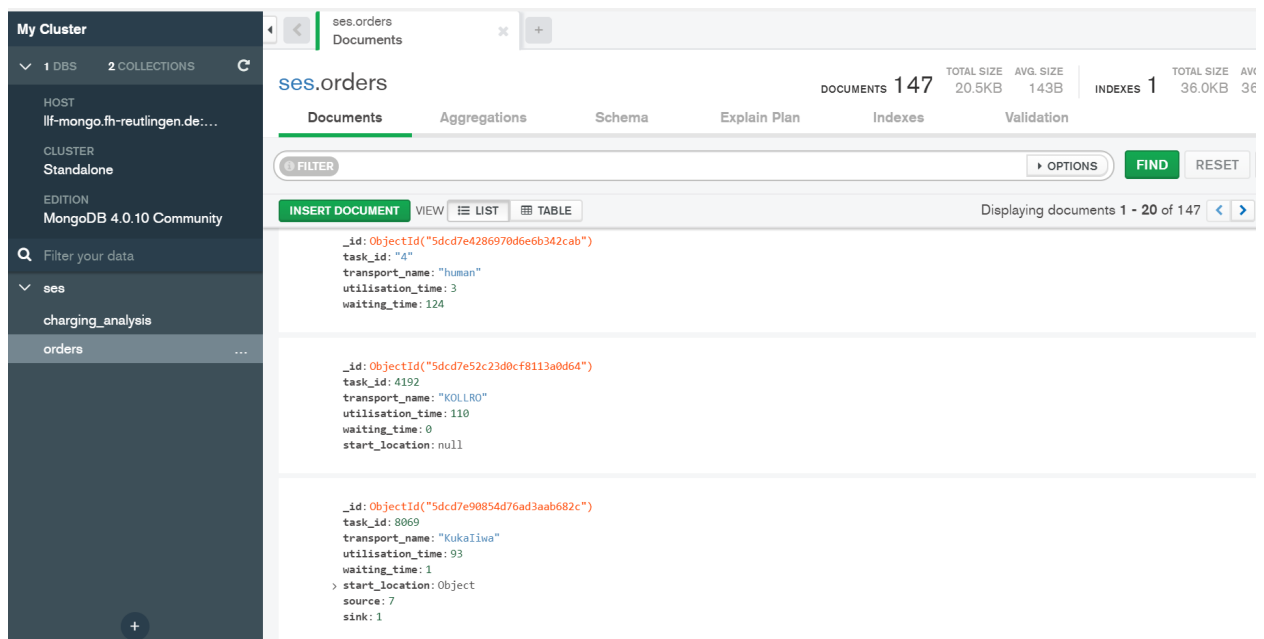 My Cluster
1 DBS 2 COLLECTIONS
HOST
llf-mongo.fh-reutlingen.de:...
CLUSTER
Standalone
EDITION
MongoDB 4.0.10 Community
Filter your data
ses
charging_analysis
orders ...
+
ses.orders
Documents
+
ses.orders
DOCUMENTS 147 TOTAL SIZE 20.5KB AVG. SIZE 143B INDEXES 1 TOTAL SIZE 36.0KB AVG 36
Documents Aggregations Schema Explain Plan Indexes Validation
FILTER OPTIONS FIND RESET
INSERT DOCUMENT VIEW LIST TABLE Displaying documents 1 - 20 of 147 < >
_id: ObjectId("5dcd7e4286970d6e6b342cab")
task_id: "4"
transport_name: "human"
utilisation_time: 3
waiting_time: 124
_id: ObjectId("5dcd7e52c23d0cf8113a0d64")
task_id: 4192
transport_name: "KOLLRO"
utilisation_time: 110
waiting_time: 0
start_location: null
_id: ObjectId("5dcd7e90854d76ad3aab682c")
task_id: 8069
transport_name: "KukaIiwa"
utilisation_time: 93
waiting_time: 1
> start_location: Object
source: 7
sink: 1